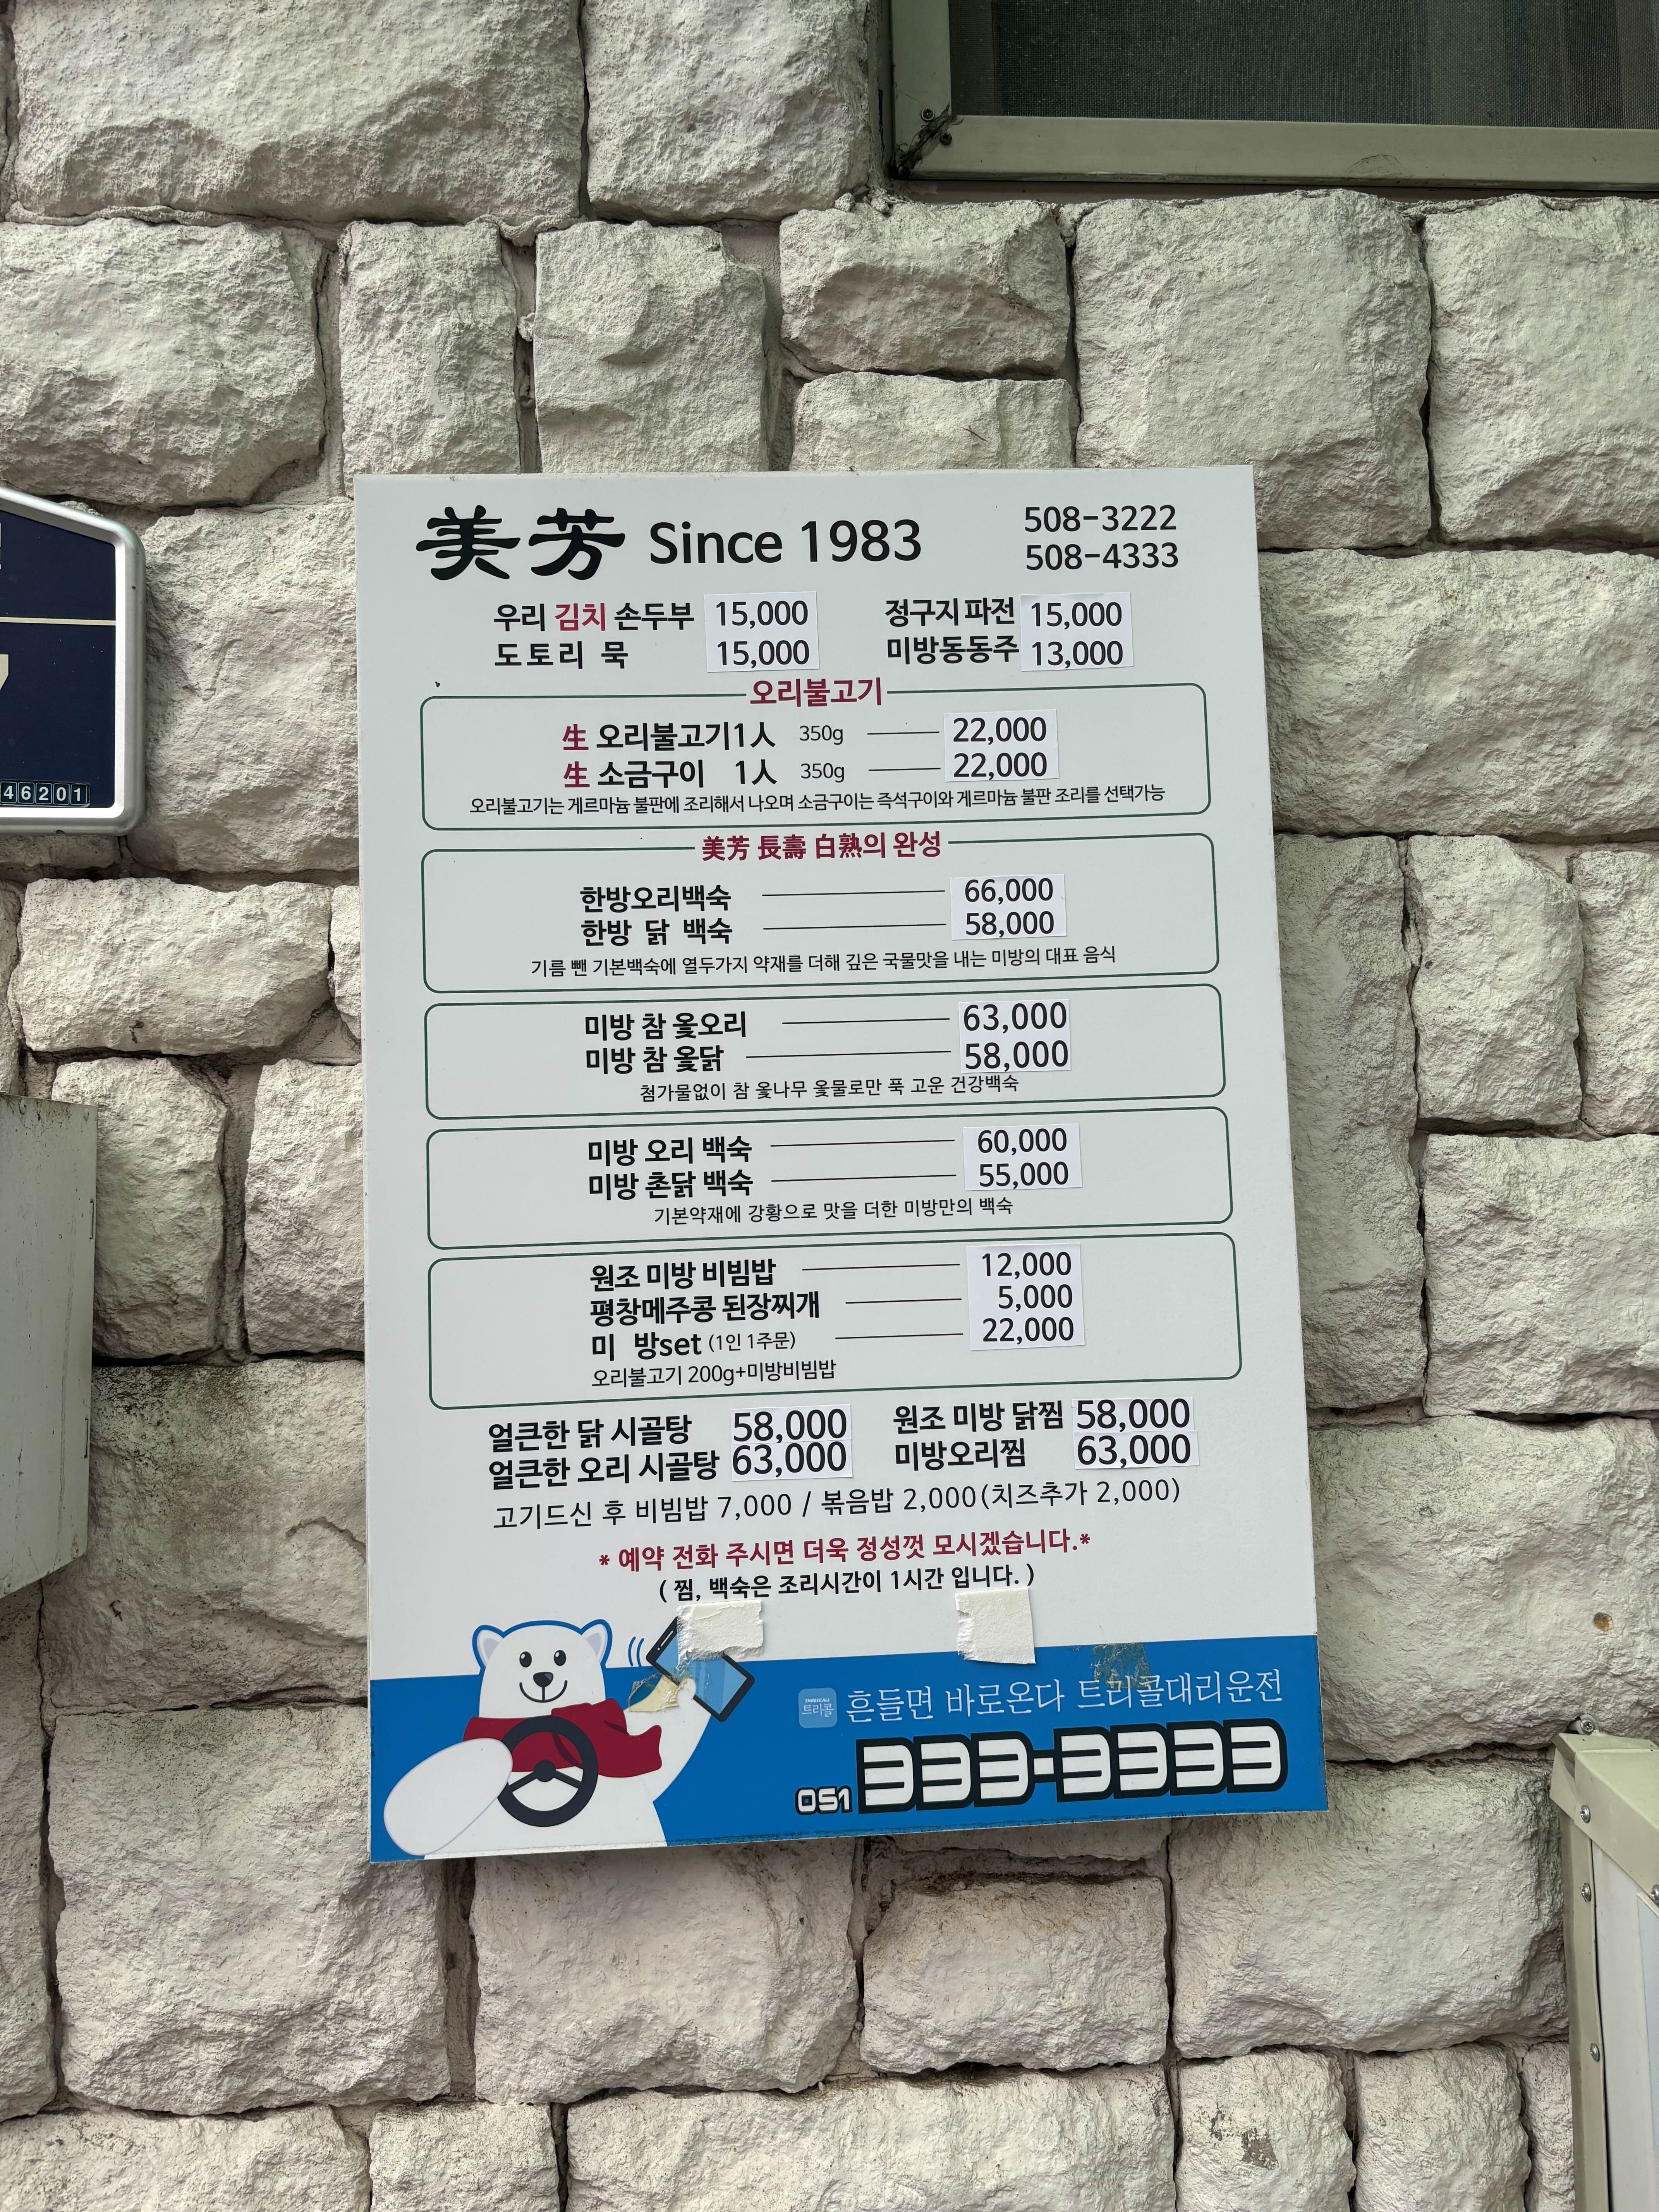 美芳 Since 1983
508-3222
508-4333
우리 김치 손두부 15,000 정구지파전 15,000
도토리 묵 15,000 미방동동주 13,000
오리불고기
生 오리불고기1人 350g 22,000
生 소금구이 1人 350g 22,000
오리불고기는 게르마늄 불판에 조리해서 나오며 소금구이는 즉석구이와 게르마늄 불판 조리를 선택가능
美芳 長壽 白熟의 완성
한방오리백숙 66,000
한방 닭 백숙 58,000
기름 뺀 기본백숙에 열두가지 약재를 더해 깊은 국물맛을 내는 미방의 대표 음식
미방 참 옻오리 63,000
미방 참 옻닭 58,000
첨가물없이 참 옻나무 옻물로만 푹 고운 건강백숙
미방 오리 백숙 60,000
미방 촌닭 백숙 55,000
기본약재에 강황으로 맛을 더한 미방만의 백숙
원조 미방 비빔밥 12,000
평창메주콩 된장찌개 5,000
미 방set (1인 1주문) 22,000
오리불고기 200g+미방비빔밥
얼큰한 닭 시골탕 58,000 원조 미방 닭찜 58,000
얼큰한 오리 시골탕 63,000 미방오리찜 63,000
고기드신 후 비빔밥 7,000 / 볶음밥 2,000(치즈추가 2,000)
* 예약 전화 주시면 더욱 정성껏 모시겠습니다.*
( 찜, 백숙은 조리시간이 1시간 입니다. )
트리콜 흔들면 바로온다 트리콜대리운전
051 333-3333
46201